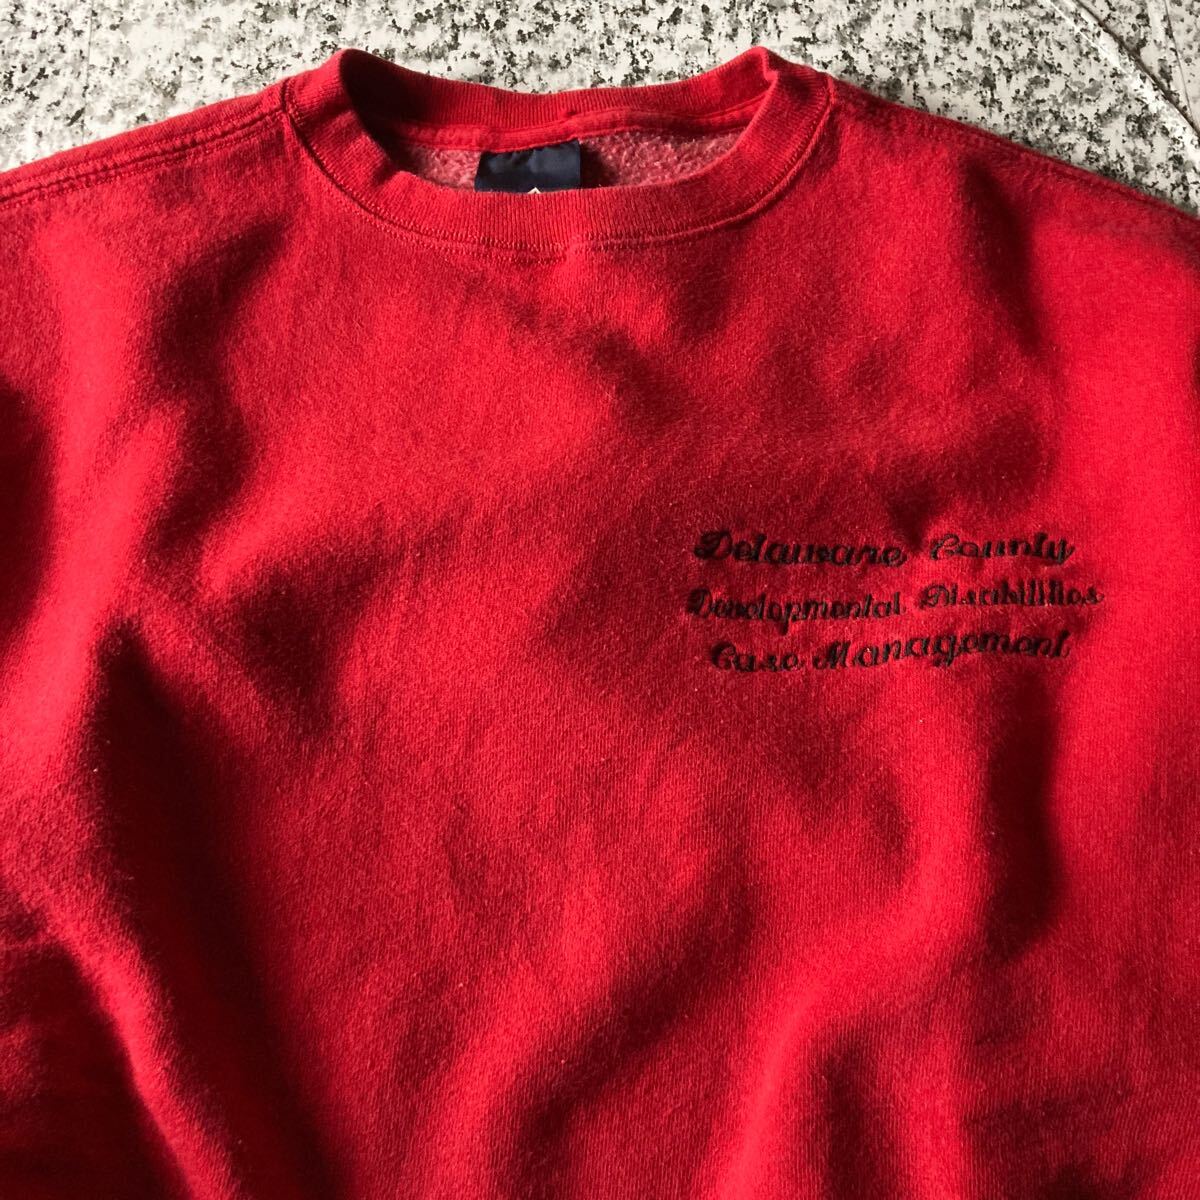 Delaware County
Developmental Disabilities
Case Management